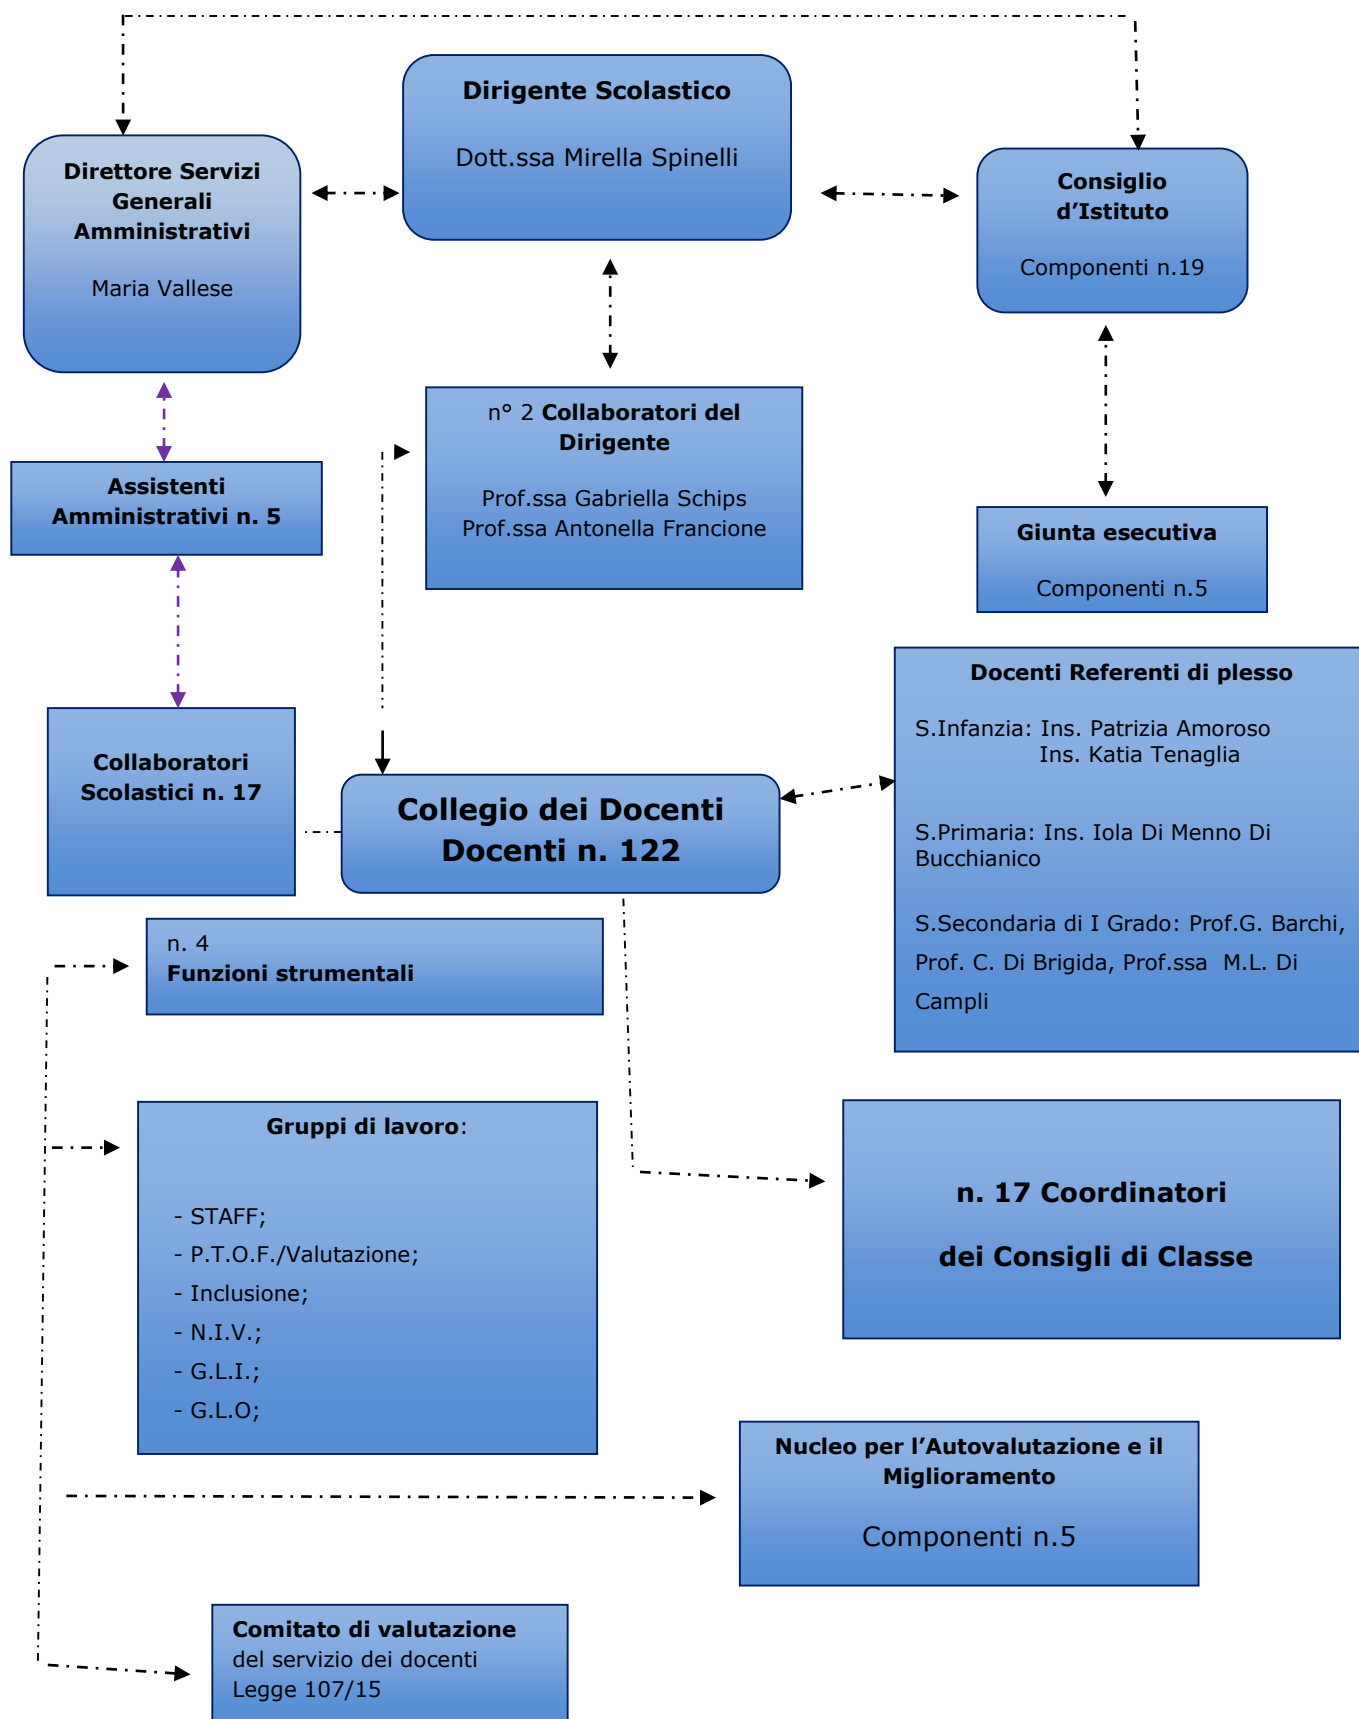 Dirigente Scolastico
Dott.ssa Mirella Spinelli
Direttore Servizi
Generali
Amministrativi
Maria Vallese
Consiglio
d’Istituto
Componenti n.19
n° 2 Collaboratori del
Dirigente
Prof.ssa Gabriella Schips
Prof.ssa Antonella Francione
Assistenti
Amministrativi n. 5
Giunta esecutiva
Componenti n.5
Docenti Referenti di plesso
S.Infanzia: Ins. Patrizia Amoroso
Ins. Katia Tenaglia
S.Primaria: Ins. Iola Di Menno Di
Bucchianico
S.Secondaria di I Grado: Prof.G. Barchi,
Prof. C. Di Brigida, Prof.ssa  M.L. Di
Campli
Collaboratori
Scolastici n. 17
Collegio dei Docenti
Docenti n. 122
n. 4
Funzioni strumentali
Gruppi di lavoro:
- STAFF;
- P.T.O.F./Valutazione;
- Inclusione;
- N.I.V.;
- G.L.I.;
- G.L.O;
n. 17 Coordinatori
dei Consigli di Classe
Nucleo per l’Autovalutazione e il
Miglioramento
Componenti n.5
Comitato di valutazione
del servizio dei docenti
Legge 107/15